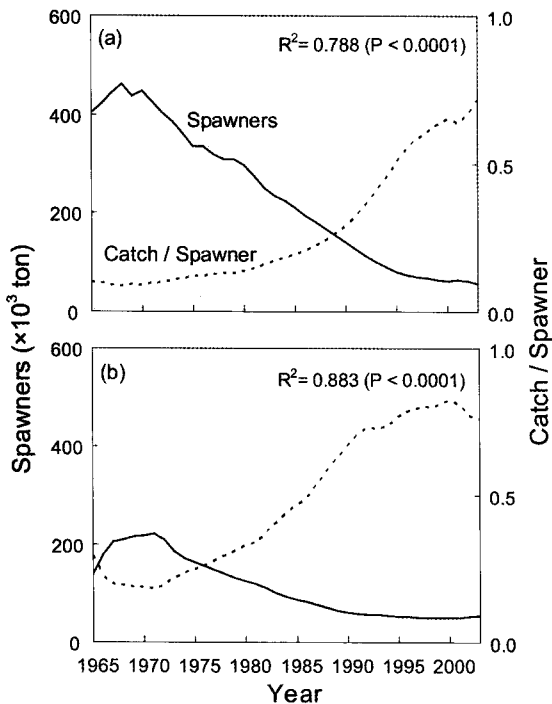 600
(a)
R² = 0.788 (P < 0.0001)
1.0
400
Spawners
0.5
200
Catch / Spawner
0
0.0
600
(b)
R² = 0.883 (P < 0.0001)
1.0
400
0.5
200
0
0.0
1965 1970 1975 1980 1985 1990 1995 2000
Year
Spawners (×10³ ton)
Catch / Spawner